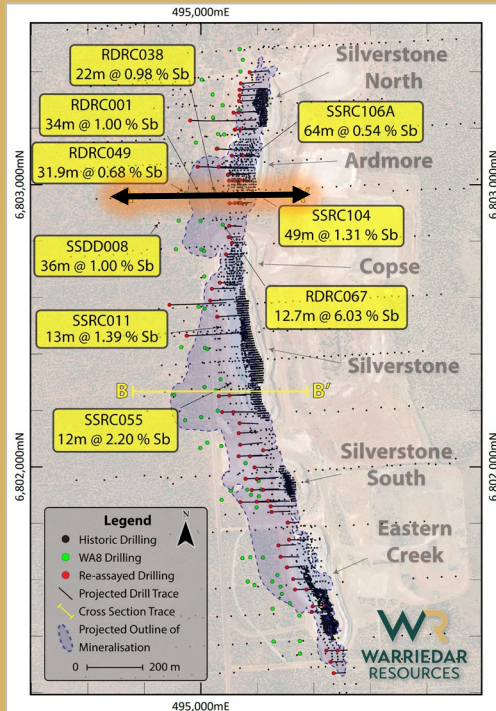 495,000mE
RDRC038
22m @ 0.98 % Sb
Silverstone
North
RDRC001
34m @ 1.00 % Sb
SSRC106A
64m @ 0.54 % Sb
Ardmore
RDRC049
31.9m @ 0.68 % Sb
6,803,000mN
6,803,000mN
SSRC104
49m @ 1.31 % Sb
SSDD008
36m @ 1.00 % Sb
Copse
RDRC067
12.7m @ 6.03 % Sb
SSRC011
13m @ 1.39 % Sb
Silverstone
B
B'
SSRC055
12m @ 2.20 % Sb
Silverstone
South
6,802,000mN
6,802,000mN
Eastern
Creek
Legend
N
Historic Drilling
WA8 Drilling
Re-assayed Drilling
Projected Drill Trace
Cross Section Trace
Projected Outline of
Mineralisation
0 200 m
WR
WARRIEDAR
RESOURCES
495,000mE